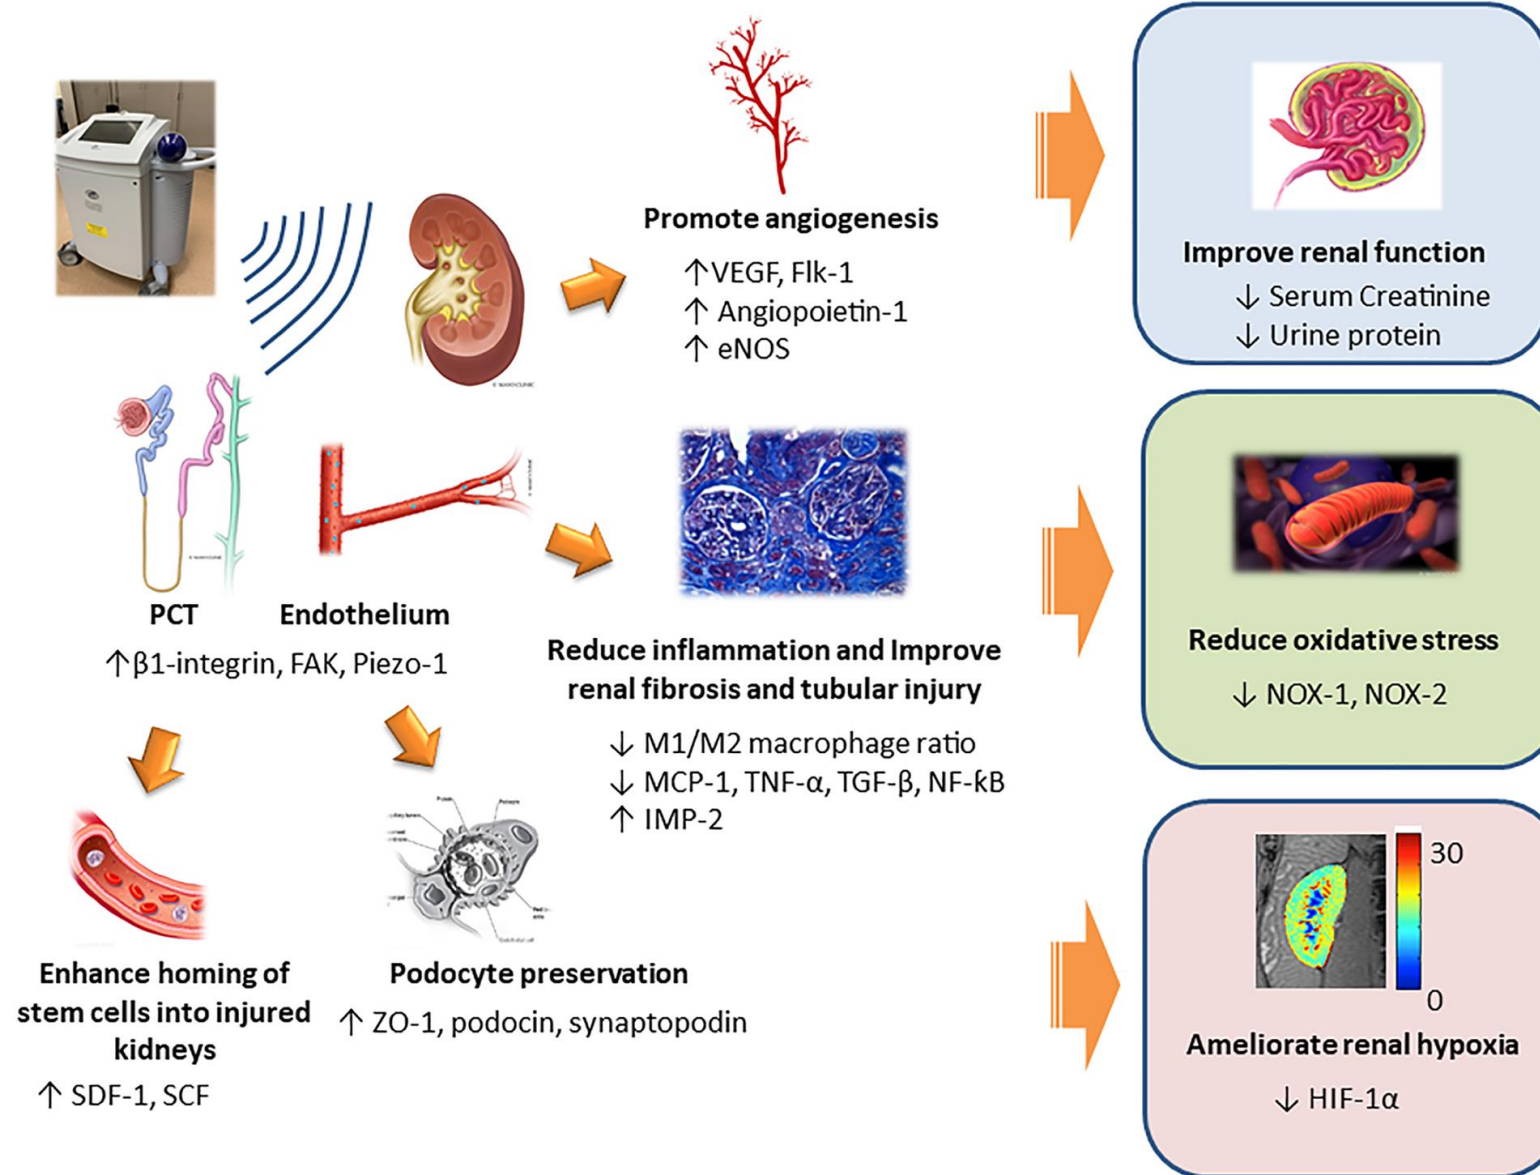 Promote angiogenesis
↑VEGF, Flk-1
↑ Angiopoietin-1
↑ eNOS
Improve renal function
↓ Serum Creatinine
↓ Urine protein
PCT
Endothelium
↑β1-integrin, FAK, Piezo-1
Reduce inflammation and Improve
renal fibrosis and tubular injury
↓ M1/M2 macrophage ratio
↓ MCP-1, TNF-α, TGF-β, NF-ƙB
↑ IMP-2
Reduce oxidative stress
↓ NOX-1, NOX-2
Enhance homing of
stem cells into injured
kidneys
↑ SDF-1, SCF
Podocyte preservation
↑ ZO-1, podocin, synaptopodin
30
0
Ameliorate renal hypoxia
↓ HIF-1α